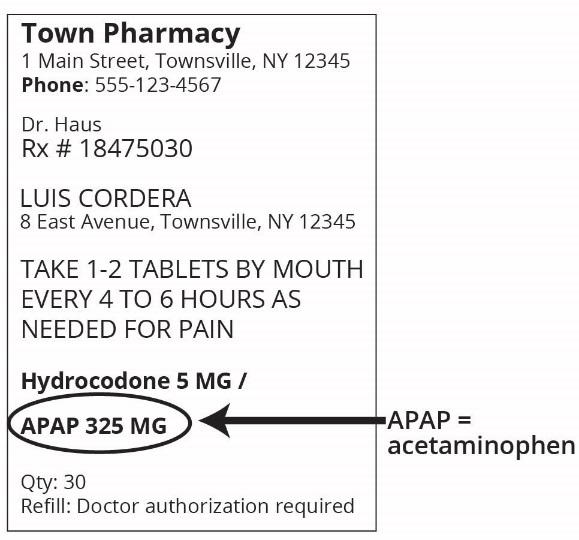 Town Pharmacy
1 Main Street, Townsville, NY 12345
Phone: 555-123-4567
Dr. Haus
Rx # 18475030
LUIS CORDERA
8 East Avenue, Townsville, NY 12345
TAKE 1-2 TABLETS BY MOUTH
EVERY 4 TO 6 HOURS AS
NEEDED FOR PAIN
Hydrocodone 5 MG /
APAP 325 MG
APAP =
acetaminophen
Qty: 30
Refill: Doctor authorization required